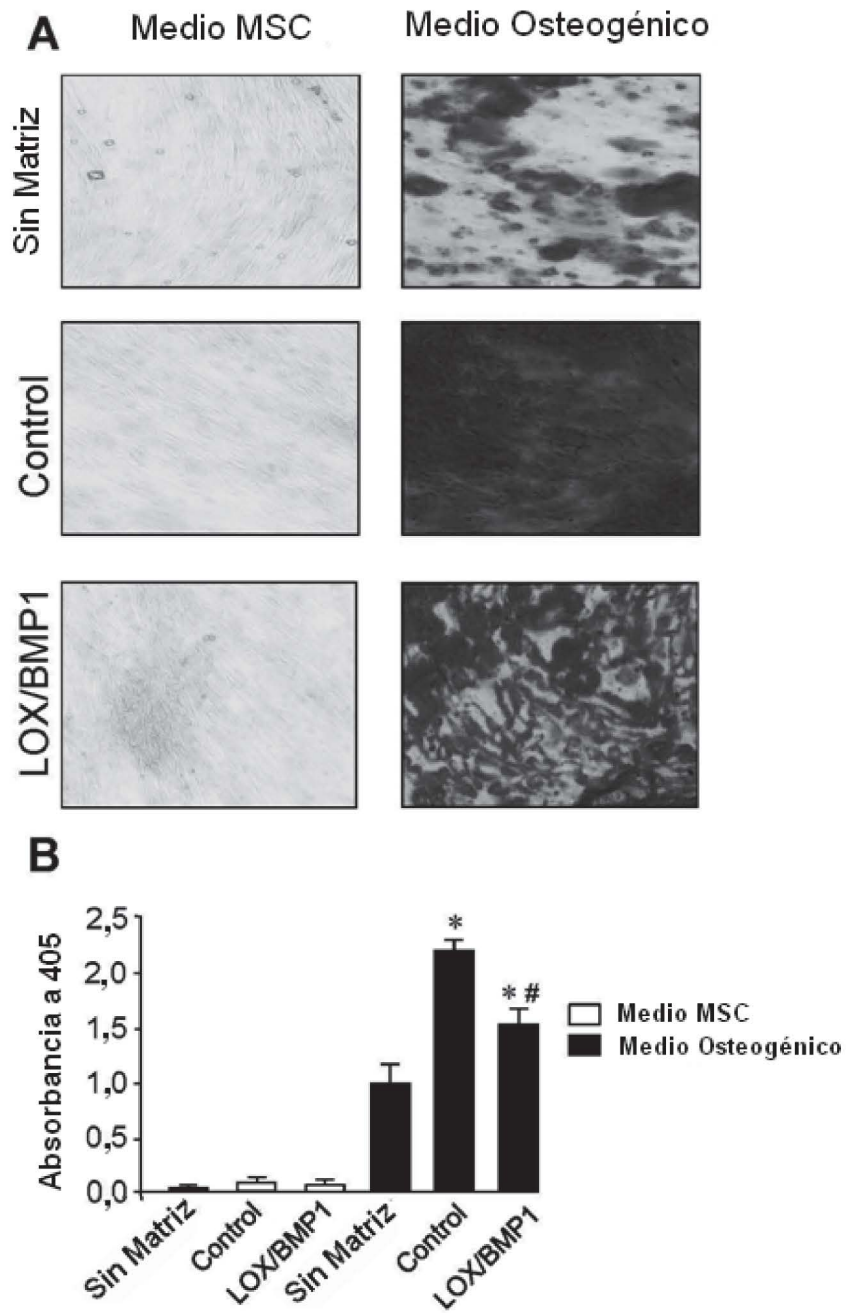 A
Medio MSC
Medio Osteogénico
Sin Matriz
Control
LOX/BMP1
B
Absorbancia a 405
2,5
2,0
1,5
1,0
0,5
0,0
*
* #
Medio MSC
Medio Osteogénico
Sin Matriz
Control
LOX/BMP1
Sin Matriz
Control
LOX/BMP1